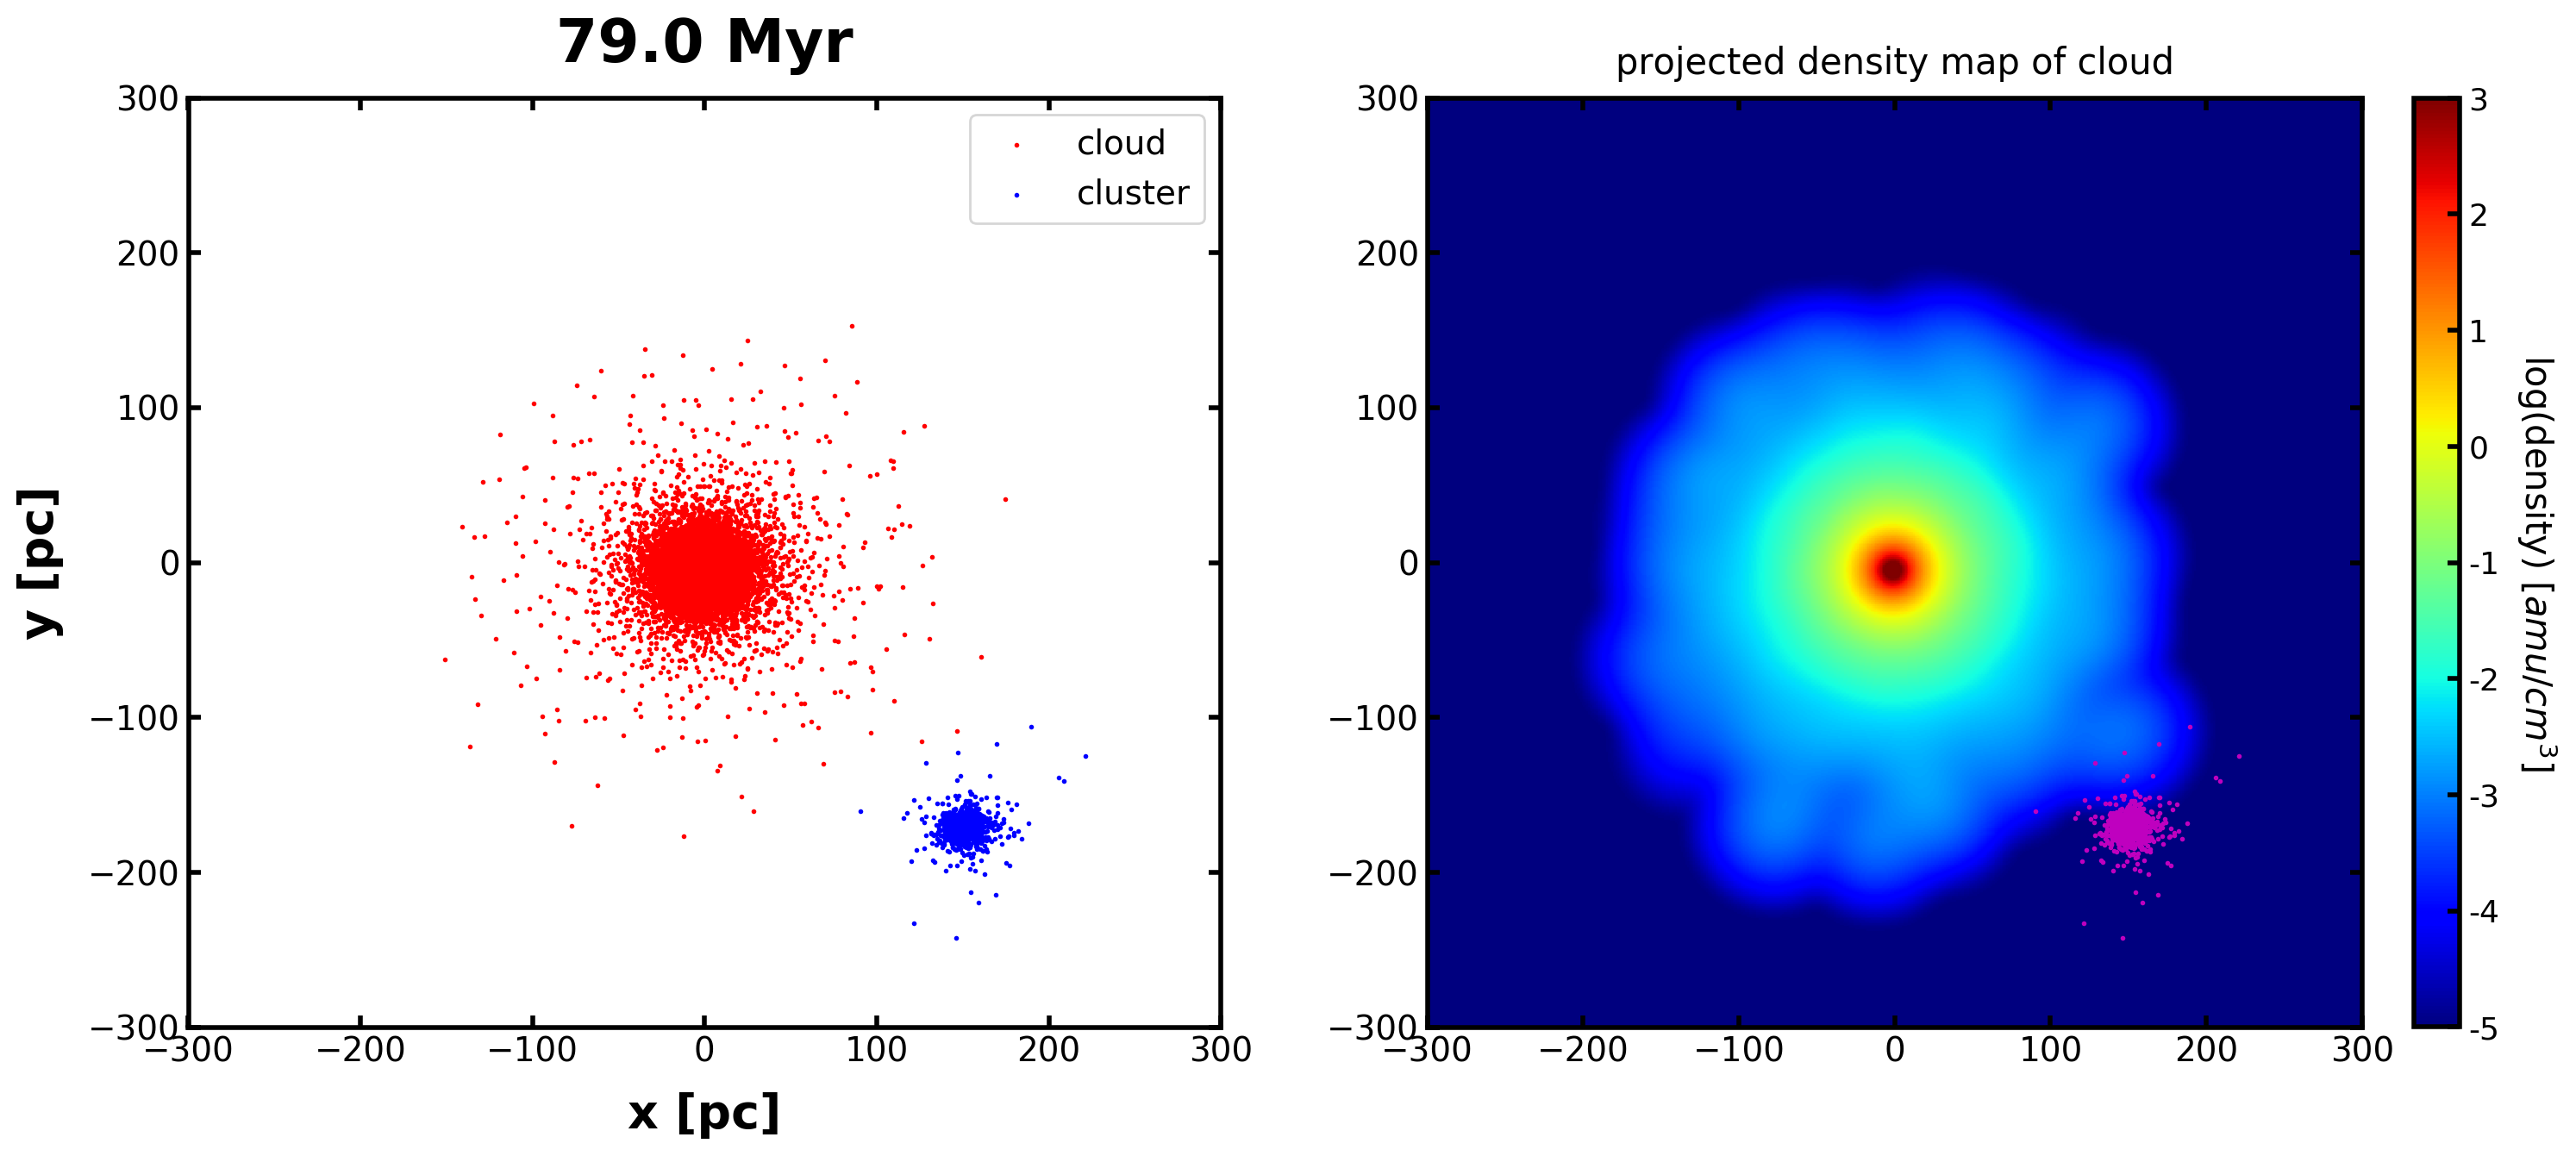 79.0 Myr
projected density map of cloud
cloud
cluster
y [pc]
300
200
100
0
−100
−200
−300
−300 −200 −100 0 100 200 300
x [pc]
300
200
100
0
−100
−200
−300
−300 −200 −100 0 100 200 300
3
2
1
0
-1
-2
-3
-4
-5
log(density) [amu/cm³]